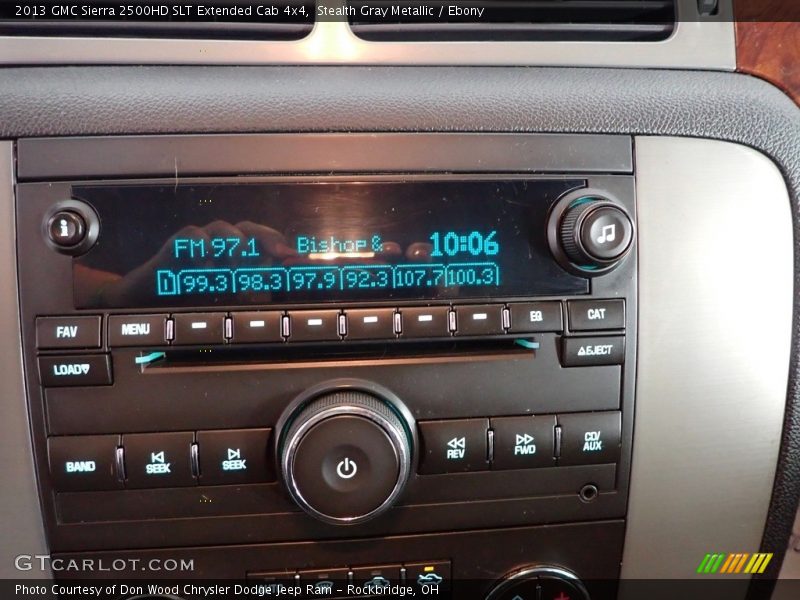 2013 GMC Sierra 2500HD SLT Extended Cab 4x4, Stealth Gray Metallic / Ebony
i
FM 97.1 Bishop & 10:06
1 99.3 98.3 97.9 92.3 107.7 100.3
FAV MENU EQ CAT
LOAD EJECT
BAND SEEK SEEK REV FWD CD/
AUX
GTCARLOT.COM
Photo Courtesy of Don Wood Chrysler Dodge Jeep Ram - Rockbridge, OH